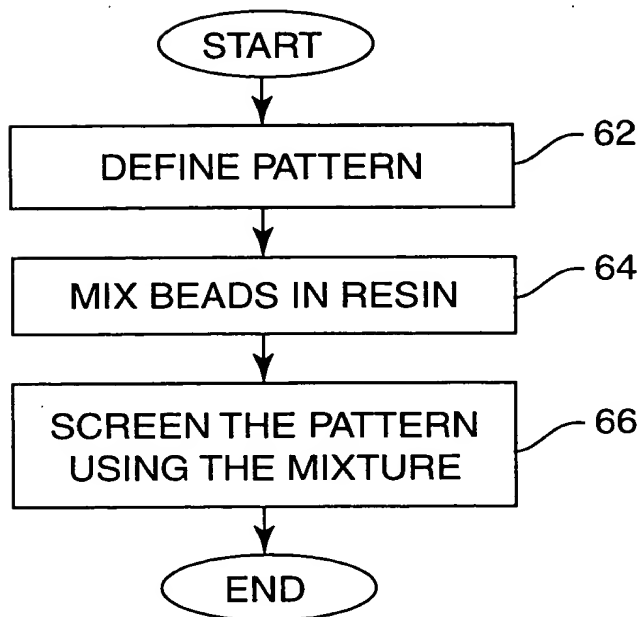 START
DEFINE PATTERN
62
MIX BEADS IN RESIN
64
SCREEN THE PATTERN
USING THE MIXTURE
66
END